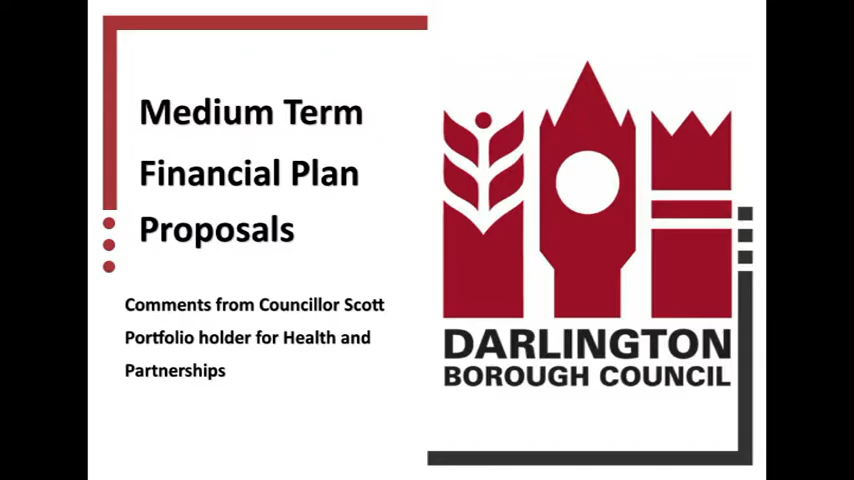 Medium Term
Financial Plan
Proposals
Comments from Councillor Scott
Portfolio holder for Health and
Partnerships
DARLINGTON
BOROUGH COUNCIL